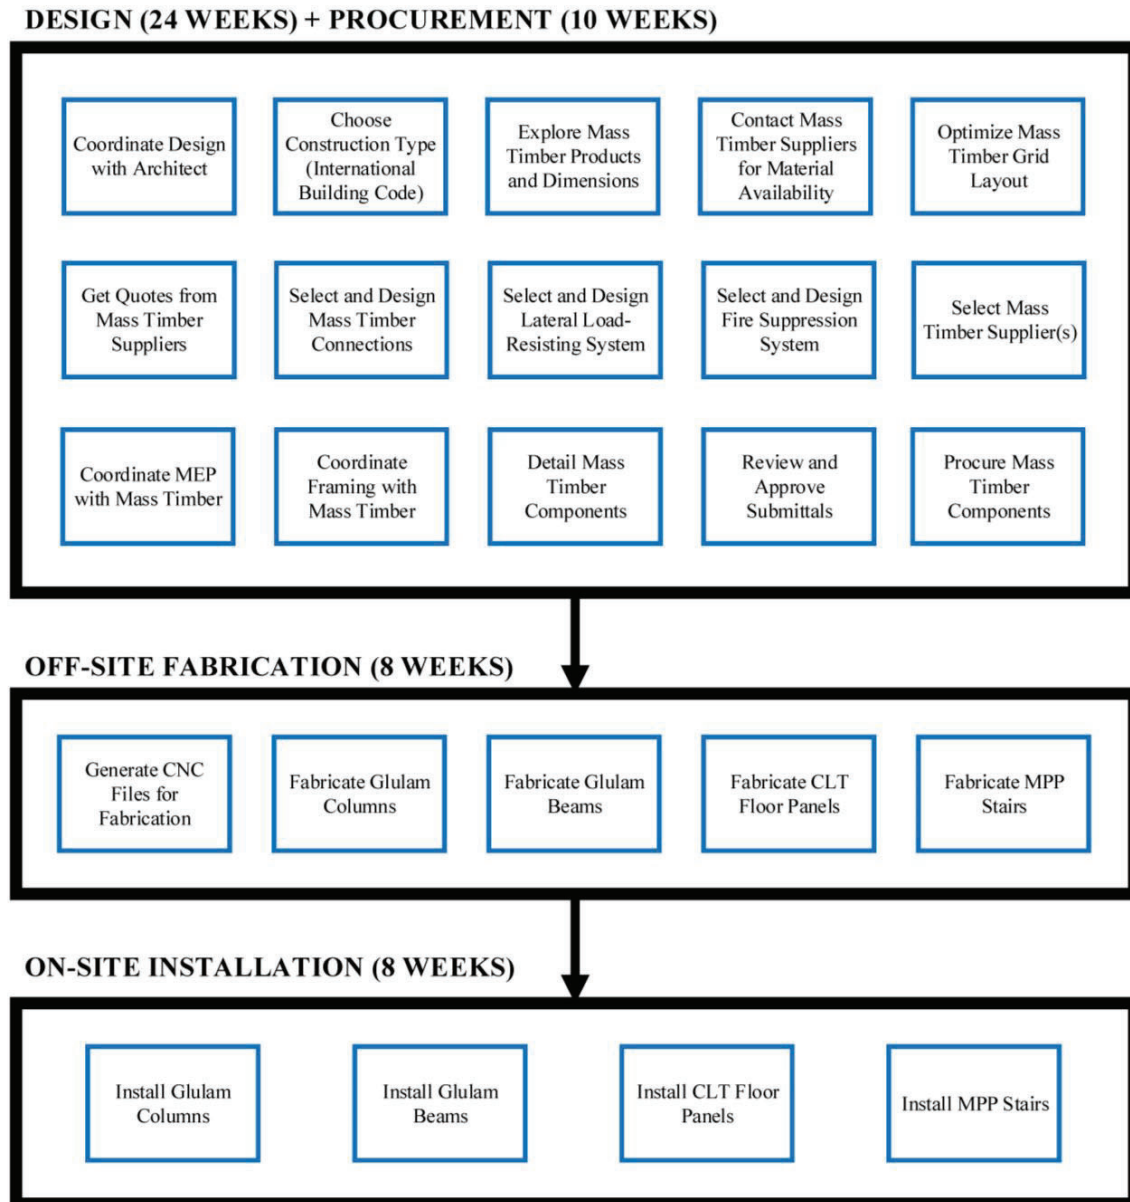 DESIGN (24 WEEKS) + PROCUREMENT (10 WEEKS)
Coordinate Design
with Architect
Choose
Construction Type
(International
Building Code)
Explore Mass
Timber Products
and Dimensions
Contact Mass
Timber Suppliers
for Material
Availability
Optimize Mass
Timber Grid
Layout
Get Quotes from
Mass Timber
Suppliers
Select and Design
Mass Timber
Connections
Select and Design
Lateral Load-
Resisting System
Select and Design
Fire Suppression
System
Select Mass
Timber Supplier(s)
Coordinate MEP
with Mass Timber
Coordinate
Framing with
Mass Timber
Detail Mass
Timber
Components
Review and
Approve
Submittals
Procure Mass
Timber
Components
OFF-SITE FABRICATION (8 WEEKS)
Generate CNC
Files for
Fabrication
Fabricate Glulam
Columns
Fabricate Glulam
Beams
Fabricate CLT
Floor Panels
Fabricate MPP
Stairs
ON-SITE INSTALLATION (8 WEEKS)
Install Glulam
Columns
Install Glulam
Beams
Install CLT Floor
Panels
Install MPP Stairs